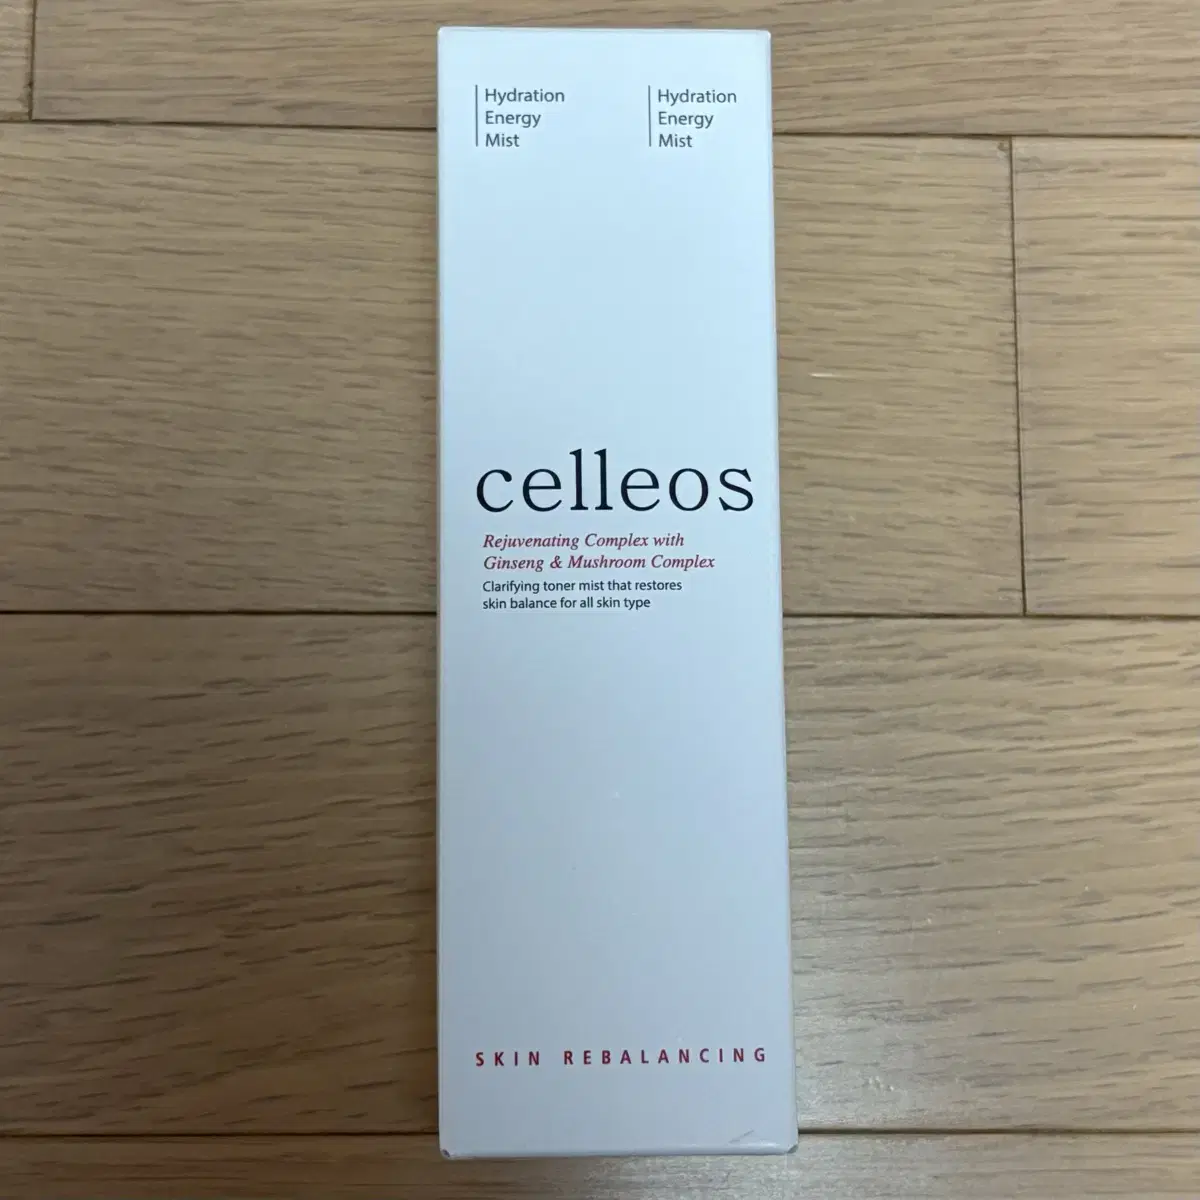 Hydration
Energy
Mist
Hydration
Energy
Mist
celleos
Rejuvenating Complex with
Ginseng & Mushroom Complex
Clarifying toner mist that restores
skin balance for all skin type
SKIN REBALANCING